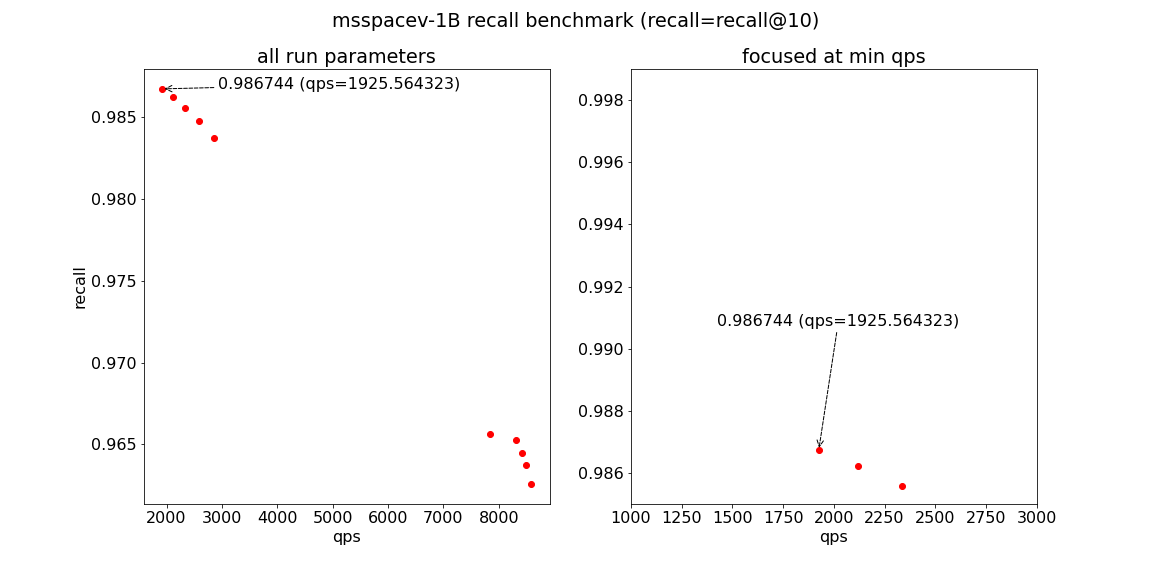 msspacev-1B recall benchmark (recall=recall@10)
all run parameters
0.986744 (qps=1925.564323)
0.985
0.980
0.975
0.970
0.965
recall
2000 3000 4000 5000 6000 7000 8000
qps
focused at min qps
0.998
0.996
0.994
0.992
0.990
0.988
0.986
0.986744 (qps=1925.564323)
1000 1250 1500 1750 2000 2250 2500 2750 3000
qps